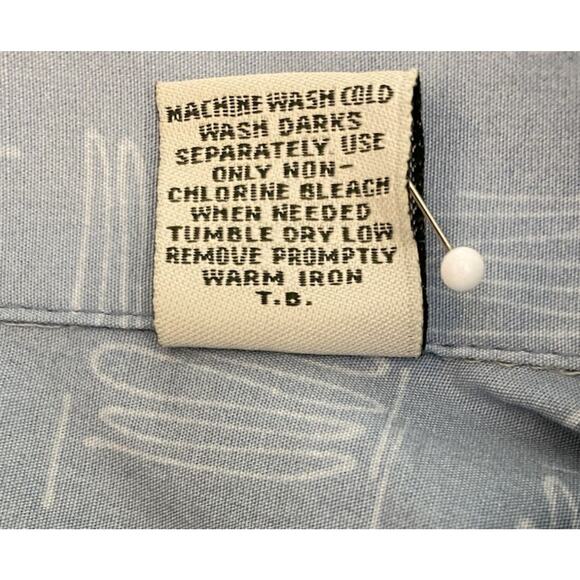 MACHINE WASH COLD
WASH DARKS
SEPARATELY. USE
ONLY NON-
CHLORINE BLEACH
WHEN NEEDED
TUMBLE DRY LOW
REMOVE PROMPTLY
WARM IRON
T.B.